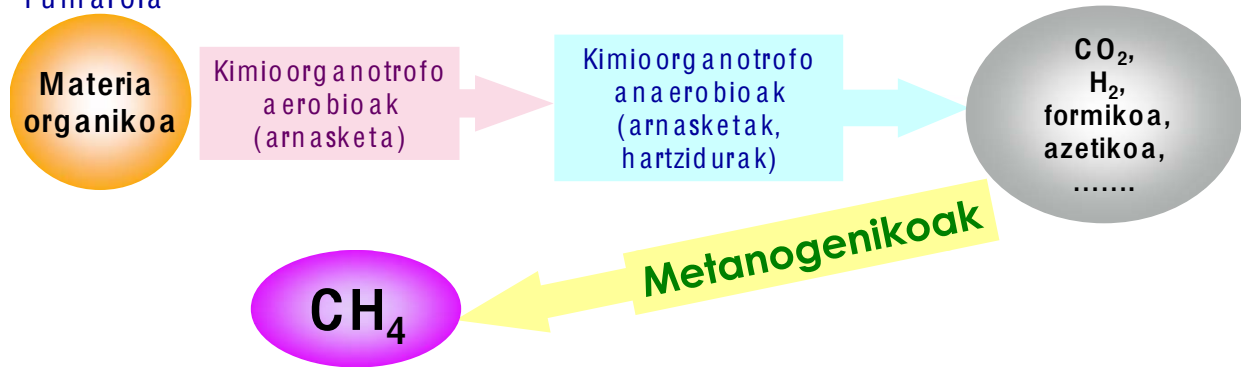 Materia
organikoa
Kimioorganotrofo
aerobioak
(arnasketa)
Kimioorganotrofo
anaerobioak
(arnasketak,
hartzidurak)
CO₂,
H₂,
formikoa,
azetikoa,
.......
Metanogenikoak
CH₄